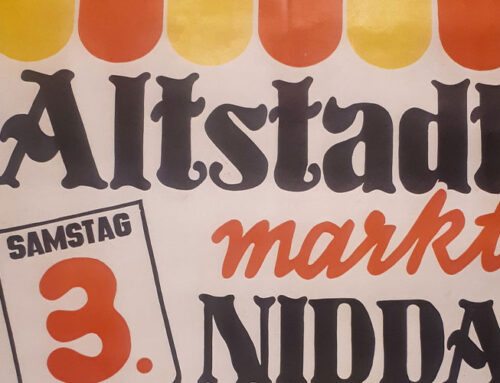 Altstadt
markt
SAMSTAG
3.
NIDDA